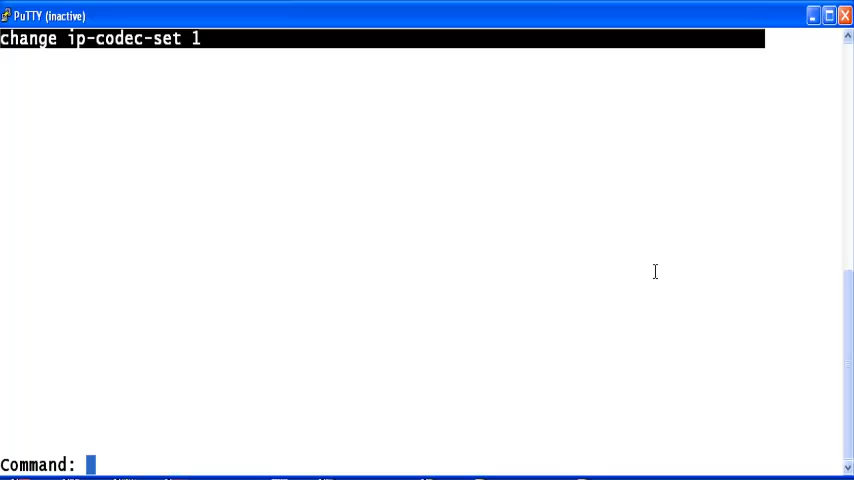 PuTTY (inactive)
change ip-codec-set 1
Command: